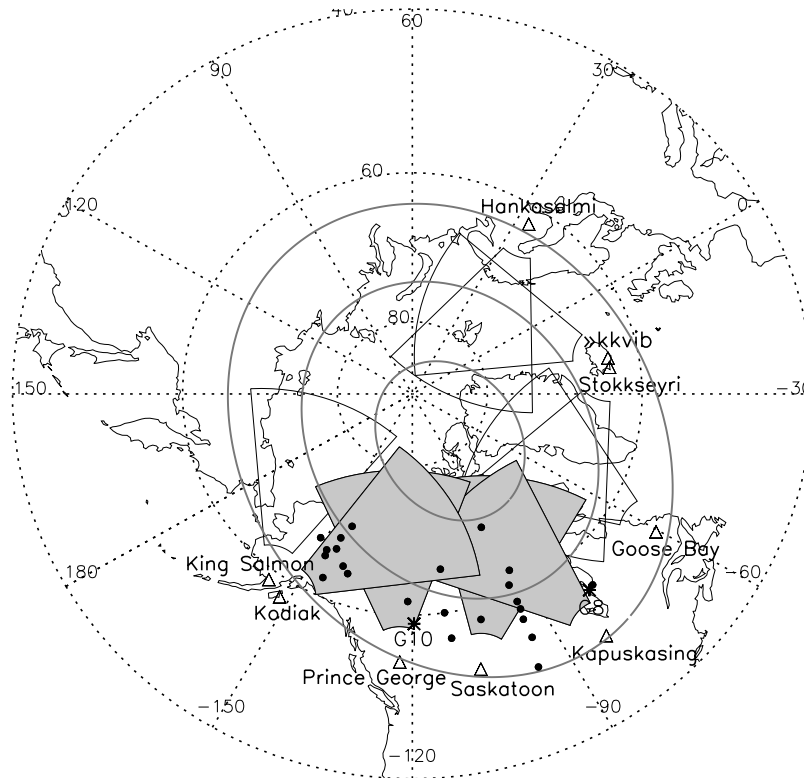 40
60
90
30
60
120
Hankasalmi
0
80
»kkvib
Stokkseyri
150
-30
Goose Bay
King Salmon
180
-60
Kodiak
G8
G10
Kapuskasing
Prince George
Saskatoon
-150
-90
-120